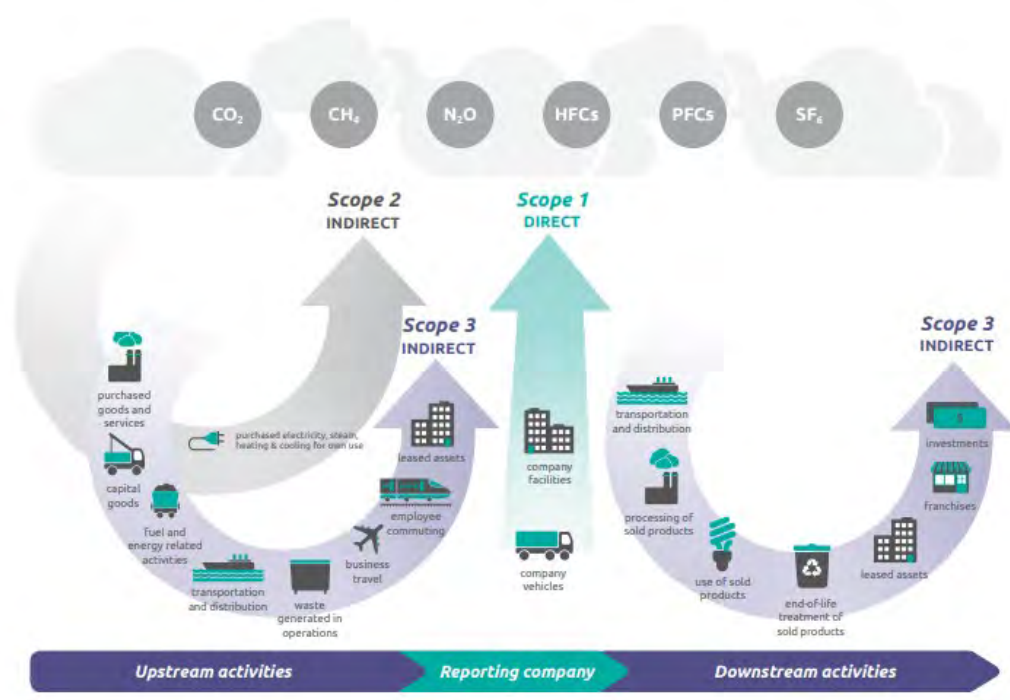 CO₂
CH₄
N₂O
HFCs
PFCs
SF₆
Scope 2
INDIRECT
Scope 1
DIRECT
Scope 3
INDIRECT
Scope 3
INDIRECT
purchased
goods and
services
purchased electricity, steam,
heating & cooling for own use
capital
goods
fuel and
energy related
activities
transportation
and distribution
waste
generated in
operations
business
travel
employee
commuting
leased assets
company
facilities
company
vehicles
transportation
and distribution
processing of
sold products
use of sold
products
end-of-life
treatment of
sold products
leased assets
franchises
$
investments
Upstream activities
Reporting company
Downstream activities